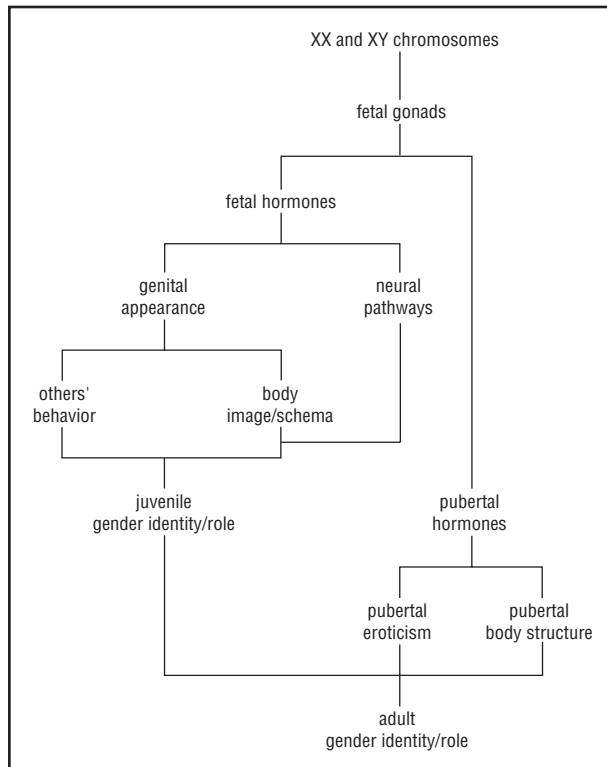 XX and XY chromosomes
fetal gonads
fetal hormones
genital
appearance
neural
pathways
others'
behavior
body
image/schema
juvenile
gender identity/role
pubertal
hormones
pubertal
eroticism
pubertal
body structure
adult
gender identity/role